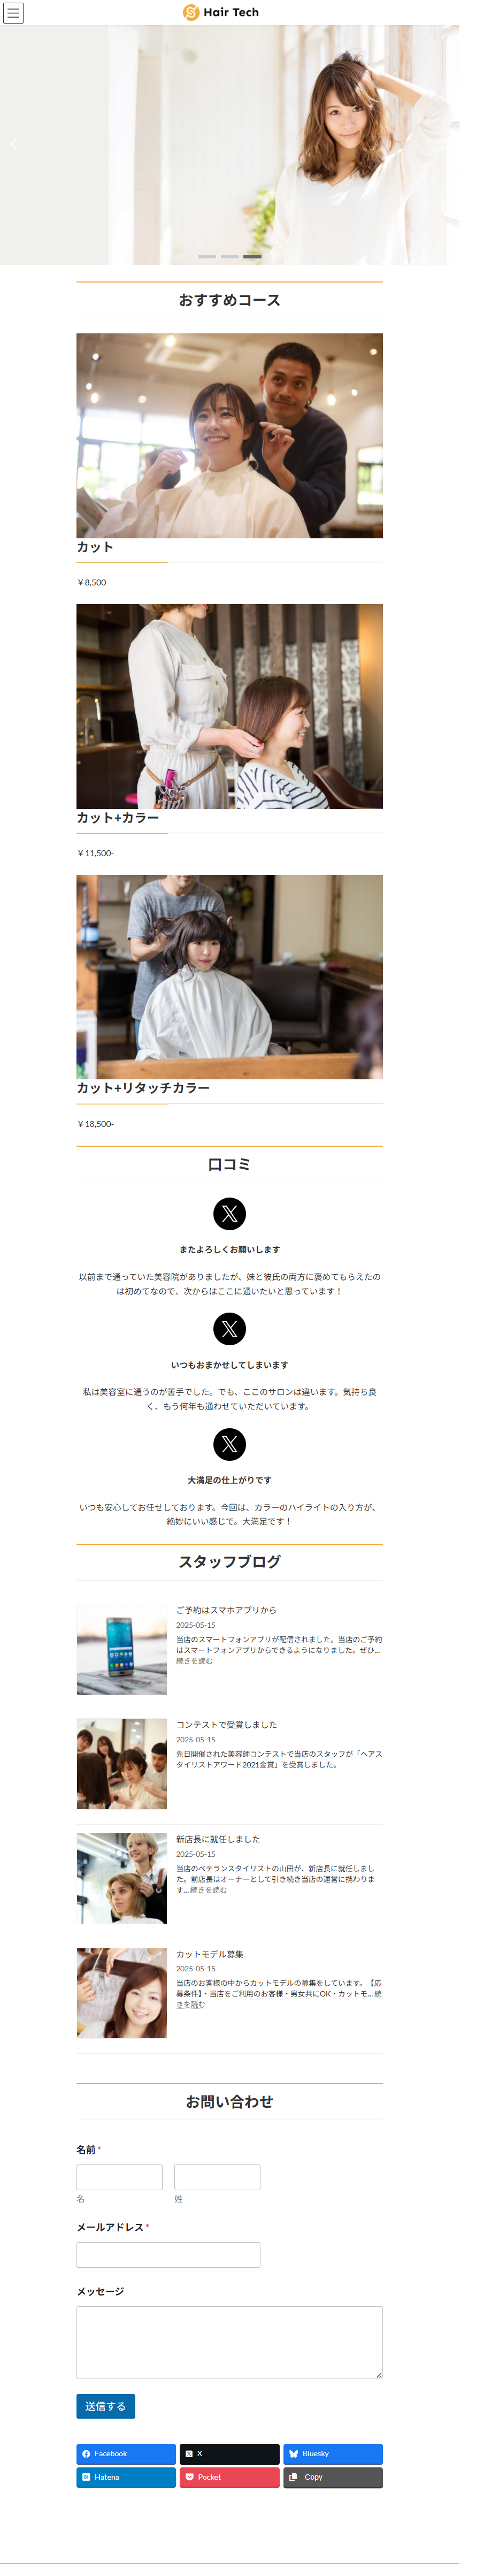 Hair Tech
おすすめコース
カット
￥8,500-
カット+カラー
￥11,500-
カット+リタッチカラー
￥18,500-
口コミ
またよろしくお願いします
以前まで通っていた美容院がありましたが、妹と彼氏の両方に褒めてもらえたの
は初めてなので、次からはここに通いたいと思っています！
いつもおまかせしてしまいます
私は美容室に通うのが苦手でした。でも、ここのサロンは違います。気持ち良
く、もう何年も通わせていただいています。
大満足の仕上がりです
いつも安心してお任せしております。今回は、カラーのハイライトの入り方が、
絶妙にいい感じで。大満足です！
スタッフブログ
ご予約はスマホアプリから
2025-05-15
当店のスマートフォンアプリが配信されました。当店のご予約
はスマートフォンアプリからできるようになりました。ぜひ...
続きを読む
コンテストで受賞しました
2025-05-15
先日開催された美容師コンテストで当店のスタッフが「ヘアス
タイリストアワード2021金賞」を受賞しました。
新店長に就任しました
2025-05-15
当店のベテランスタイリストの山田が、新店長に就任しまし
た。前店長はオーナーとして引き続き当店の運営に携わりま
す... 続きを読む
カットモデル募集
2025-05-15
当店のお客様の中からカットモデルの募集をしています。【応
募条件】・当店をご利用のお客様・男女共にOK・カットモ... 続
きを読む
お問い合わせ
名前 *
名 姓
メールアドレス *
メッセージ
送信する
Facebook X Bluesky
Hatena Pocket Copy